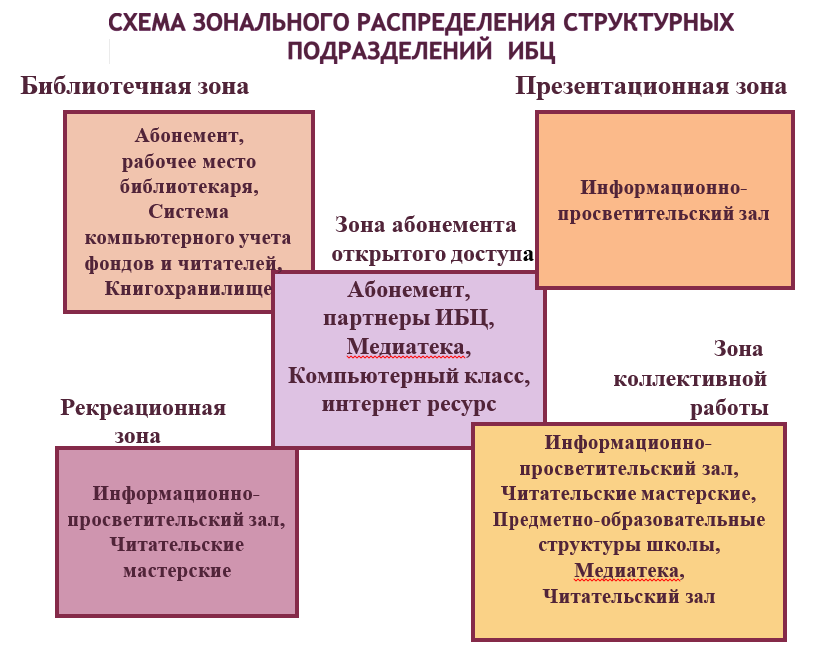 СХЕМА ЗОНАЛЬНОГО РАСПРЕДЕЛЕНИЯ СТРУКТУРНЫХ
ПОДРАЗДЕЛЕНИЙ ИБЦ
Библиотечная зона
Абонемент,
рабочее место
библиотекаря,
Система
компьютерного учета
фондов и читателей,
Книгохранилище
Презентационная зона
Информационно-
просветительский зал
Зона абонемента
открытого доступа
Абонемент,
партнеры ИБЦ,
Медиатека,
Компьютерный класс,
интернет ресурс
Рекреационная
зона
Информационно-
просветительский зал,
Читательские
мастерские
Зона
коллективной
работы
Информационно-
просветительский зал,
Читательские мастерские,
Предметно-образовательные
структуры школы,
Медиатека,
Читательский зал